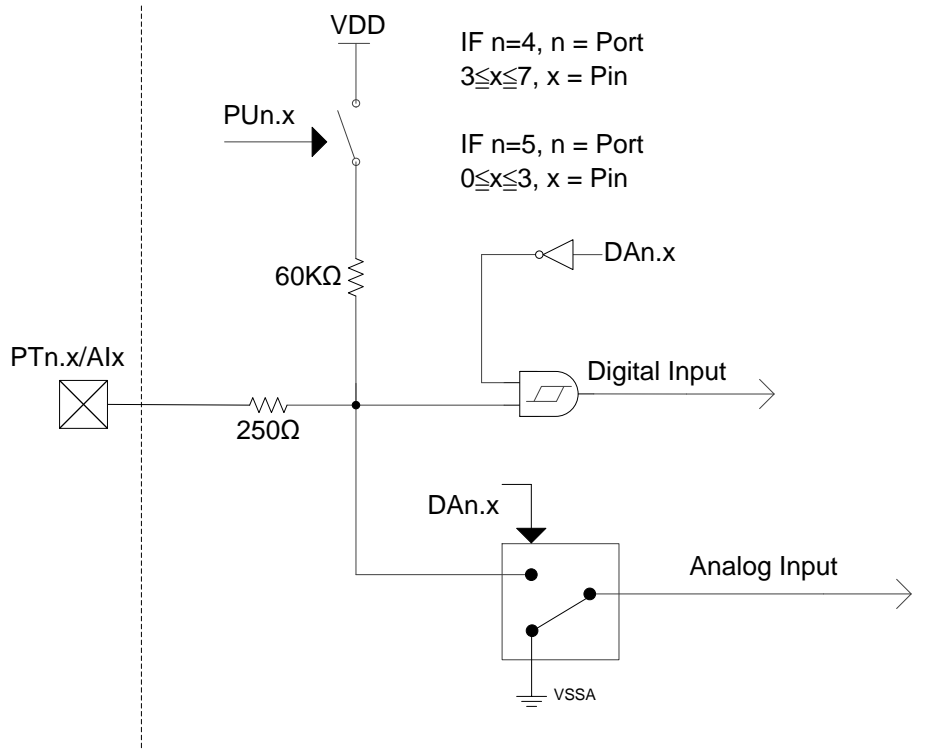 VDD
IF n=4, n = Port
3≦x≦7, x = Pin
PUn.x
IF n=5, n = Port
0≦x≦3, x = Pin
DAn.x
60KΩ
PTn.x/AIx
Digital Input
250Ω
DAn.x
Analog Input
VSSA